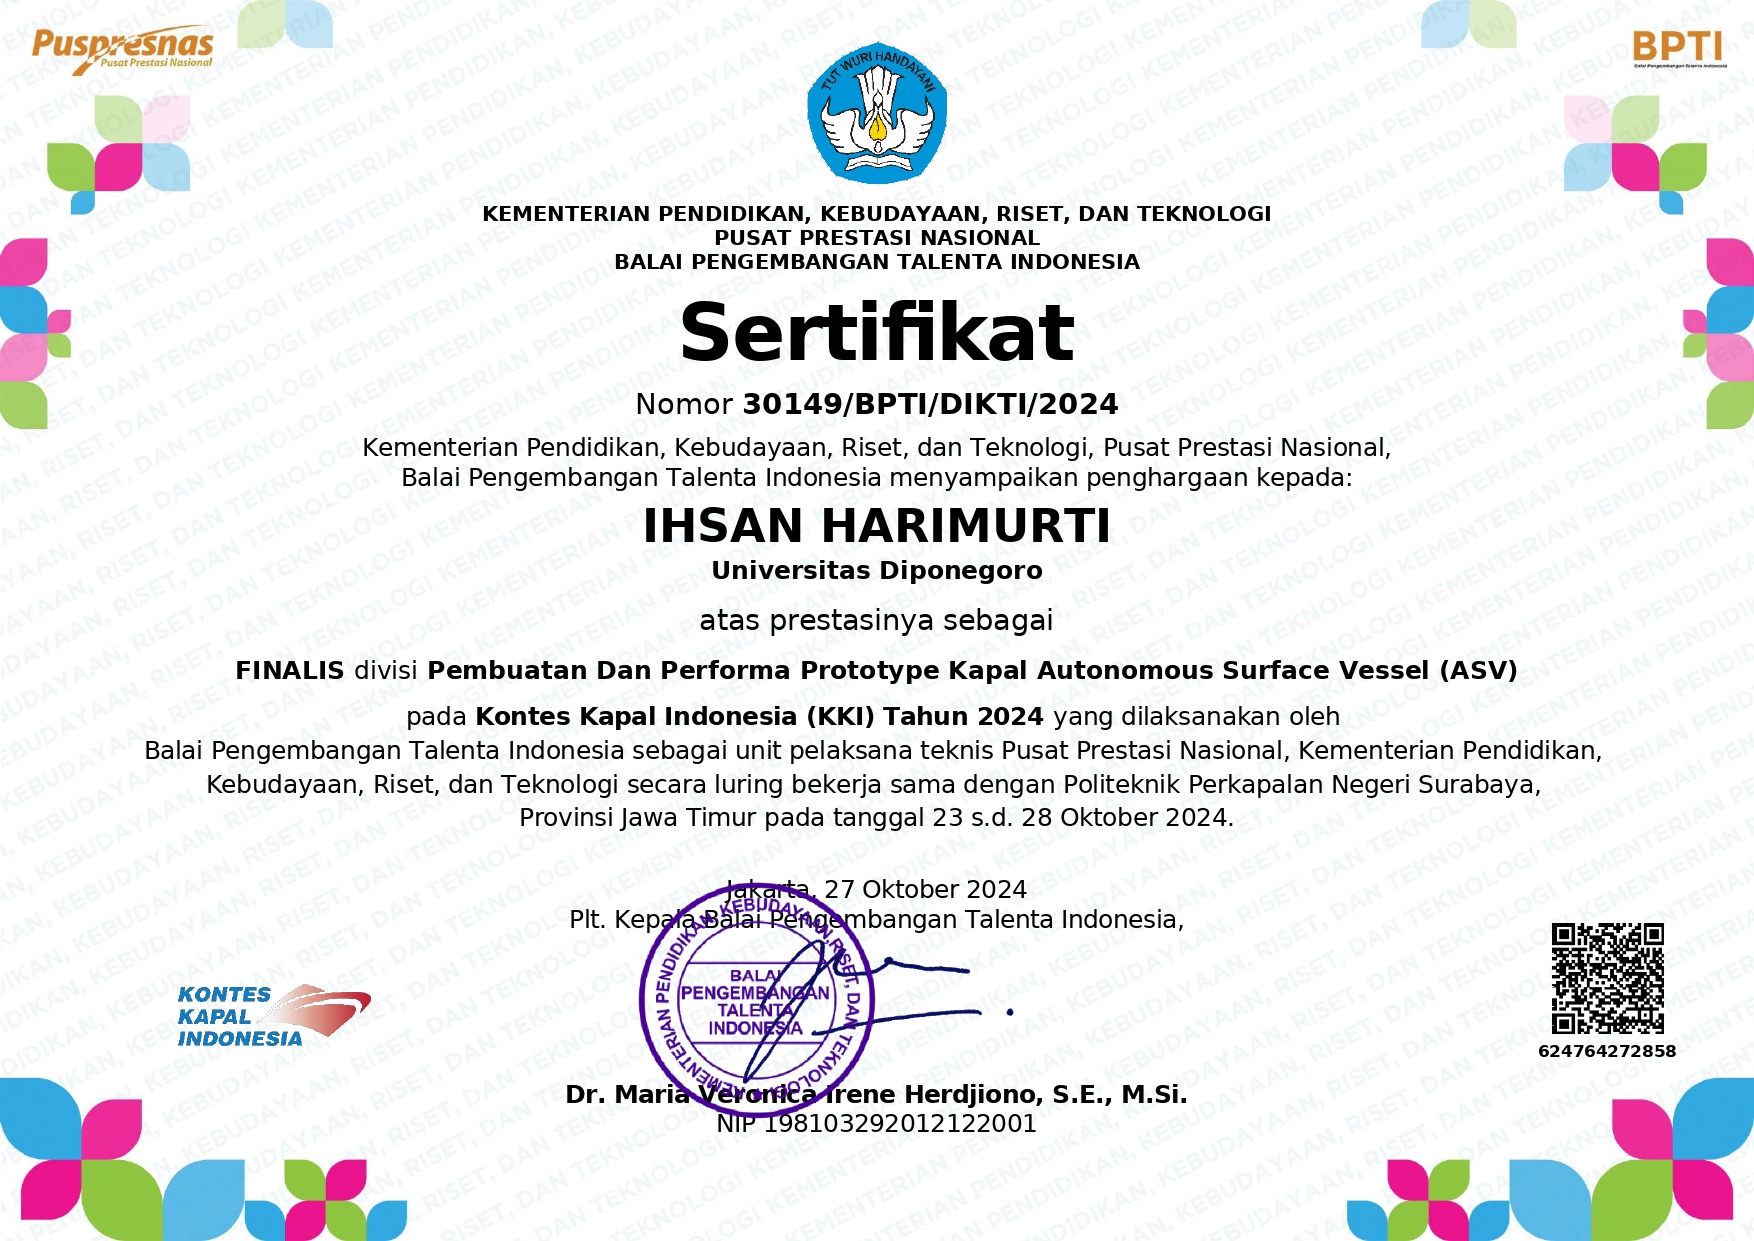 Puspresnas
Pusat Prestasi Nasional
BPTI
Balai Pengembangan Talenta Indonesia
TUT WURI HANDAYANI
KEMENTERIAN PENDIDIKAN, KEBUDAYAAN, RISET, DAN TEKNOLOGI
PUSAT PRESTASI NASIONAL
BALAI PENGEMBANGAN TALENTA INDONESIA
Sertifikat
Nomor 30149/BPTI/DIKTI/2024
Kementerian Pendidikan, Kebudayaan, Riset, dan Teknologi, Pusat Prestasi Nasional,
Balai Pengembangan Talenta Indonesia menyampaikan penghargaan kepada:
IHSAN HARIMURTI
Universitas Diponegoro
atas prestasinya sebagai
FINALIS divisi Pembuatan Dan Performa Prototype Kapal Autonomous Surface Vessel (ASV)
pada Kontes Kapal Indonesia (KKI) Tahun 2024 yang dilaksanakan oleh
Balai Pengembangan Talenta Indonesia sebagai unit pelaksana teknis Pusat Prestasi Nasional, Kementerian Pendidikan,
Kebudayaan, Riset, dan Teknologi secara luring bekerja sama dengan Politeknik Perkapalan Negeri Surabaya,
Provinsi Jawa Timur pada tanggal 23 s.d. 28 Oktober 2024.
Jakarta, 27 Oktober 2024
Plt. Kepala Balai Pengembangan Talenta Indonesia,
KEMENTERIAN PENDIDIKAN, KEBUDAYAAN, RISET, DAN TEKNOLOGI
BALAI
PENGEMBANGAN
TALENTA
INDONESIA
KONTES
KAPAL
INDONESIA
624764272858
Dr. Maria Veronica Irene Herdjiono, S.E., M.Si.
NIP 198103292012122001